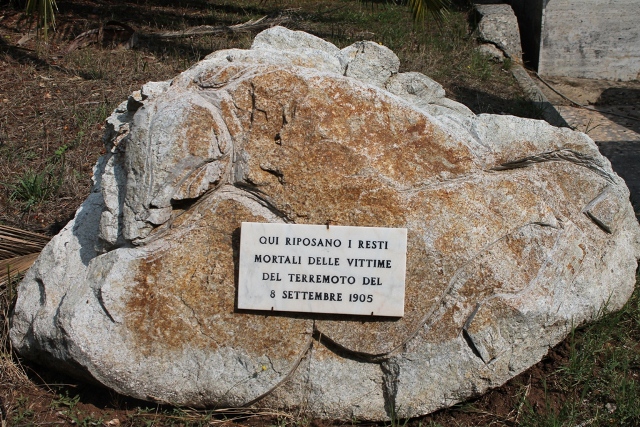 QUI RIPOSANO I RESTI
MORTALI DELLE VITTIME
DEL TERREMOTO DEL
8 SETTEMBRE 1905